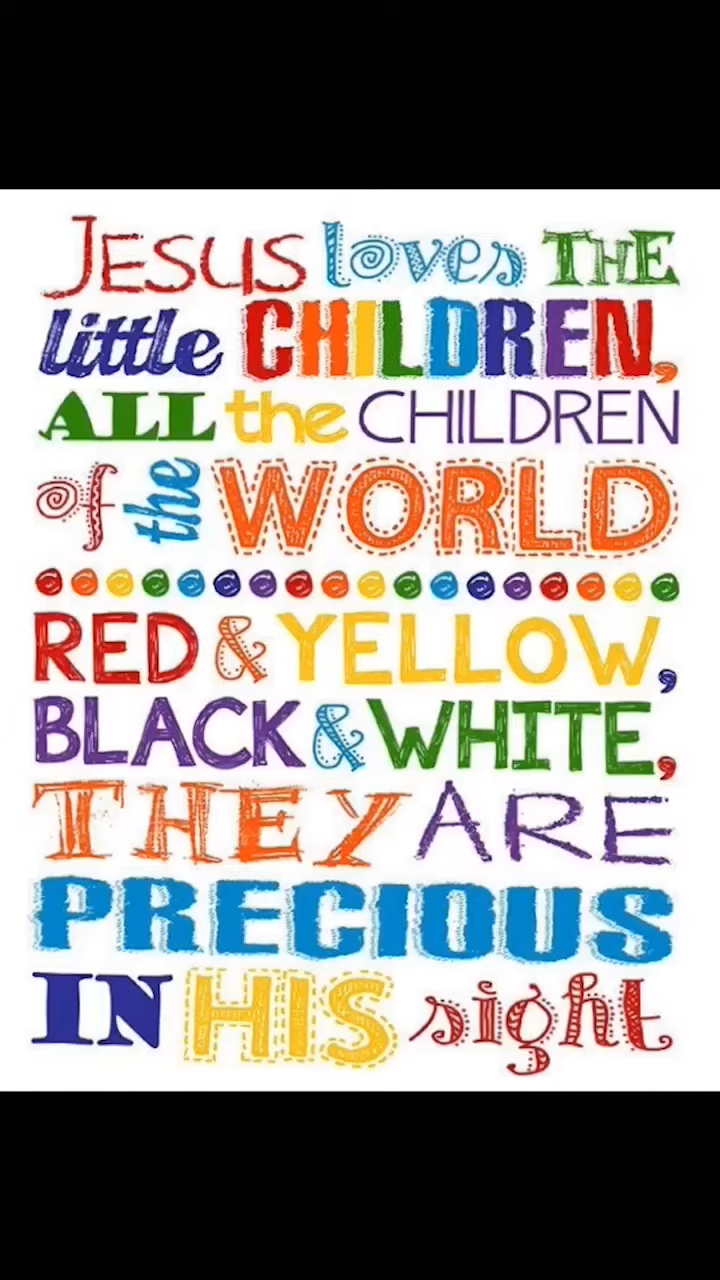 JESUS loves THE
little CHILDREN,
ALL the CHILDREN
of the WORLD
RED & YELLOW,
BLACK & WHITE,
THEY ARE
PRECIOUS
IN HIS sight